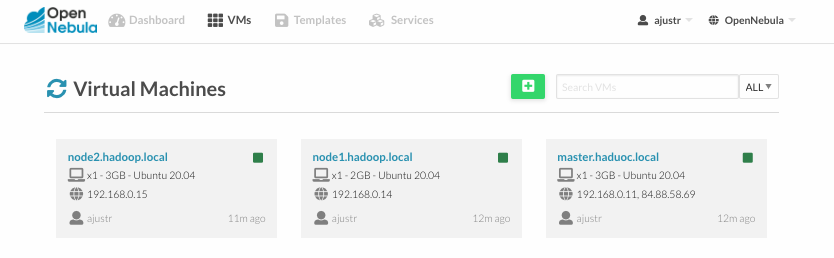 Open
Nebula
Dashboard
VMs
Templates
Services
ajustr
OpenNebula
Virtual Machines
Search VMs
ALL
node2.hadoop.local
x1 - 3GB - Ubuntu 20.04
192.168.0.15
ajustr
11m ago
node1.hadoop.local
x1 - 2GB - Ubuntu 20.04
192.168.0.14
ajustr
12m ago
master.haduoc.local
x1 - 3GB - Ubuntu 20.04
192.168.0.11, 84.88.58.69
ajustr
12m ago